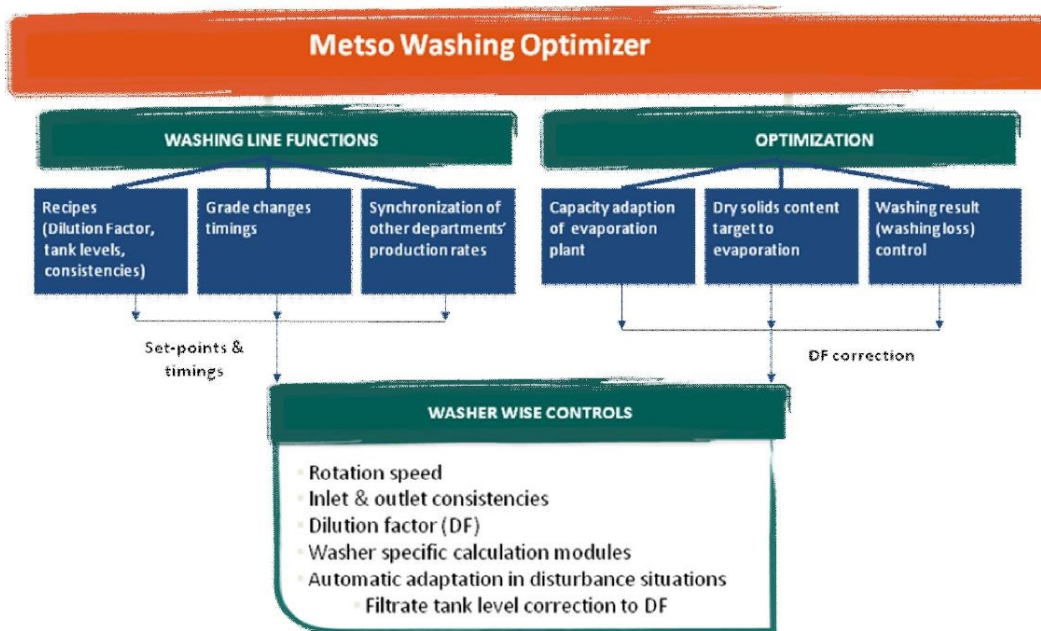 Metso Washing Optimizer
WASHING LINE FUNCTIONS
OPTIMIZATION
Recipes
(Dilution Factor,
tank levels,
consistencies)
Grade changes
timings
Synchronization of
other departments'
production rates
Capacity adaption
of evaporation
plant
Dry solids content
target to
evaporation
Washing result
(washing loss)
control
Set-points &
timings
DF correction
WASHER WISE CONTROLS
Rotation speed
Inlet & outlet consistencies
Dilution factor (DF)
Washer specific calculation modules
Automatic adaptation in disturbance situations
Filtrate tank level correction to DF